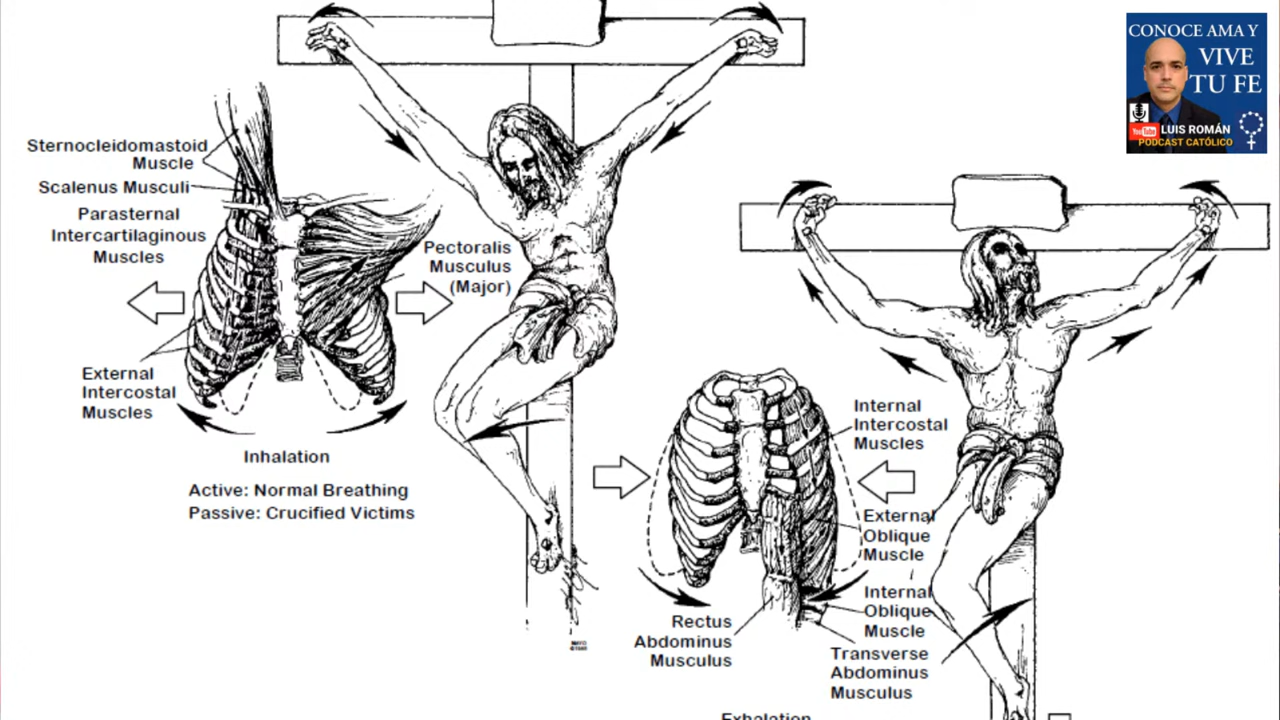 CONOCE AMA Y
VIVE
TU FE
YouTube
LUIS ROMÁN
PODCAST CATÓLICO
Sternocleidomastoid
Muscle
Scalenus Musculi
Parasternal
Intercartilaginous
Muscles
Pectoralis
Musculus
(Major)
External
Intercostal
Muscles
Inhalation
Active: Normal Breathing
Passive: Crucified Victims
Internal
Intercostal
Muscles
External
Oblique
Muscle
Internal
Oblique
Muscle
Rectus
Abdominus
Musculus
Transverse
Abdominus
Musculus
Exhalation